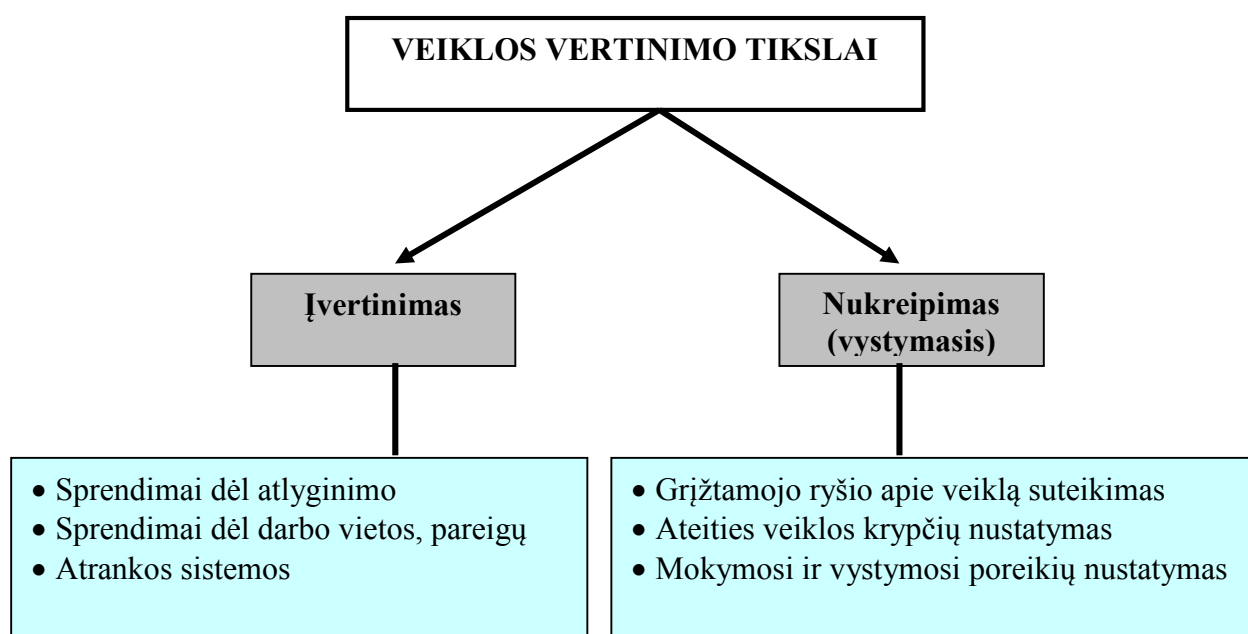 VEIKLOS VERTINIMO TIKSLAI
Įvertinimas
Nukreipimas
(vystymasis)
• Sprendimai dėl atlyginimo
• Sprendimai dėl darbo vietos, pareigų
• Atrankos sistemos
• Grįžtamojo ryšio apie veiklą suteikimas
• Ateities veiklos krypčių nustatymas
• Mokymosi ir vystymosi poreikių nustatymas